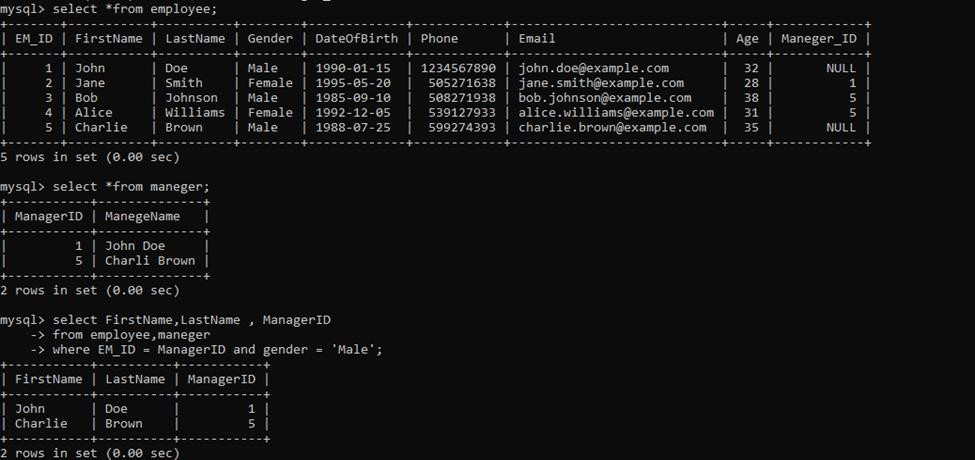 mysql> select *from employee;
+-------+-----------+----------+--------+-------------+------------+----------------------------+-----+------------+
| EM_ID | FirstName | LastName | Gender | DateOfBirth | Phone      | Email                      | Age | Maneger_ID |
+-------+-----------+----------+--------+-------------+------------+----------------------------+-----+------------+
|     1 | John      | Doe      | Male   | 1990-01-15  | 1234567890 | john.doe@example.com       |  32 |       NULL |
|     2 | Jane      | Smith    | Female | 1995-05-20  |  505271638 | jane.smith@example.com     |  28 |          1 |
|     3 | Bob       | Johnson  | Male   | 1985-09-10  |  508271938 | bob.johnson@example.com    |  38 |          5 |
|     4 | Alice     | Williams | Female | 1992-12-05  |  539127933 | alice.williams@example.com |  31 |          5 |
|     5 | Charlie   | Brown    | Male   | 1988-07-25  |  599274393 | charlie.brown@example.com  |  35 |       NULL |
+-------+-----------+----------+--------+-------------+------------+----------------------------+-----+------------+
5 rows in set (0.00 sec)
mysql> select *from maneger;
+-----------+--------------+
| ManagerID | ManegeName   |
+-----------+--------------+
|         1 | John Doe     |
|         5 | Charli Brown |
+-----------+--------------+
2 rows in set (0.00 sec)
mysql> select FirstName,LastName , ManagerID
    -> from employee,maneger
    -> where EM_ID = ManagerID and gender = 'Male';
+-----------+----------+-----------+
| FirstName | LastName | ManagerID |
+-----------+----------+-----------+
| John      | Doe      |         1 |
| Charlie   | Brown    |         5 |
+-----------+----------+-----------+
2 rows in set (0.00 sec)